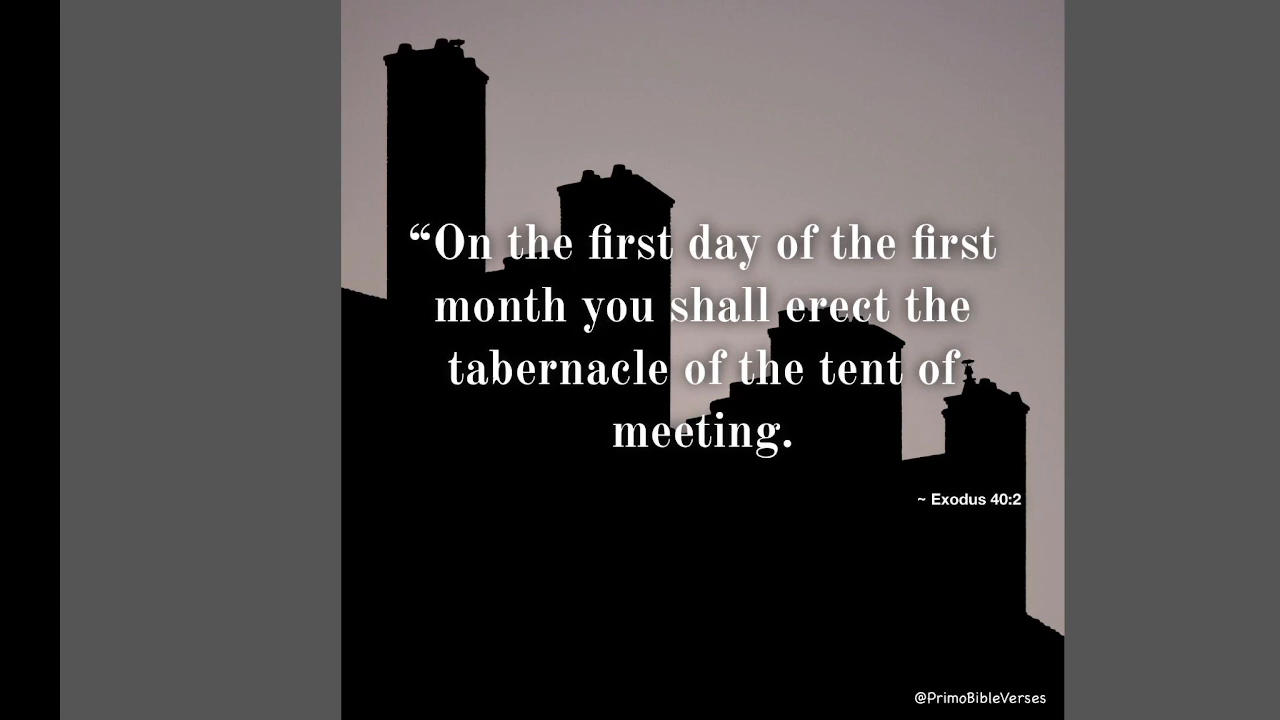 “On the first day of the first
month you shall erect the
tabernacle of the tent of
meeting.
~ Exodus 40:2
@PrimoBibleVerses